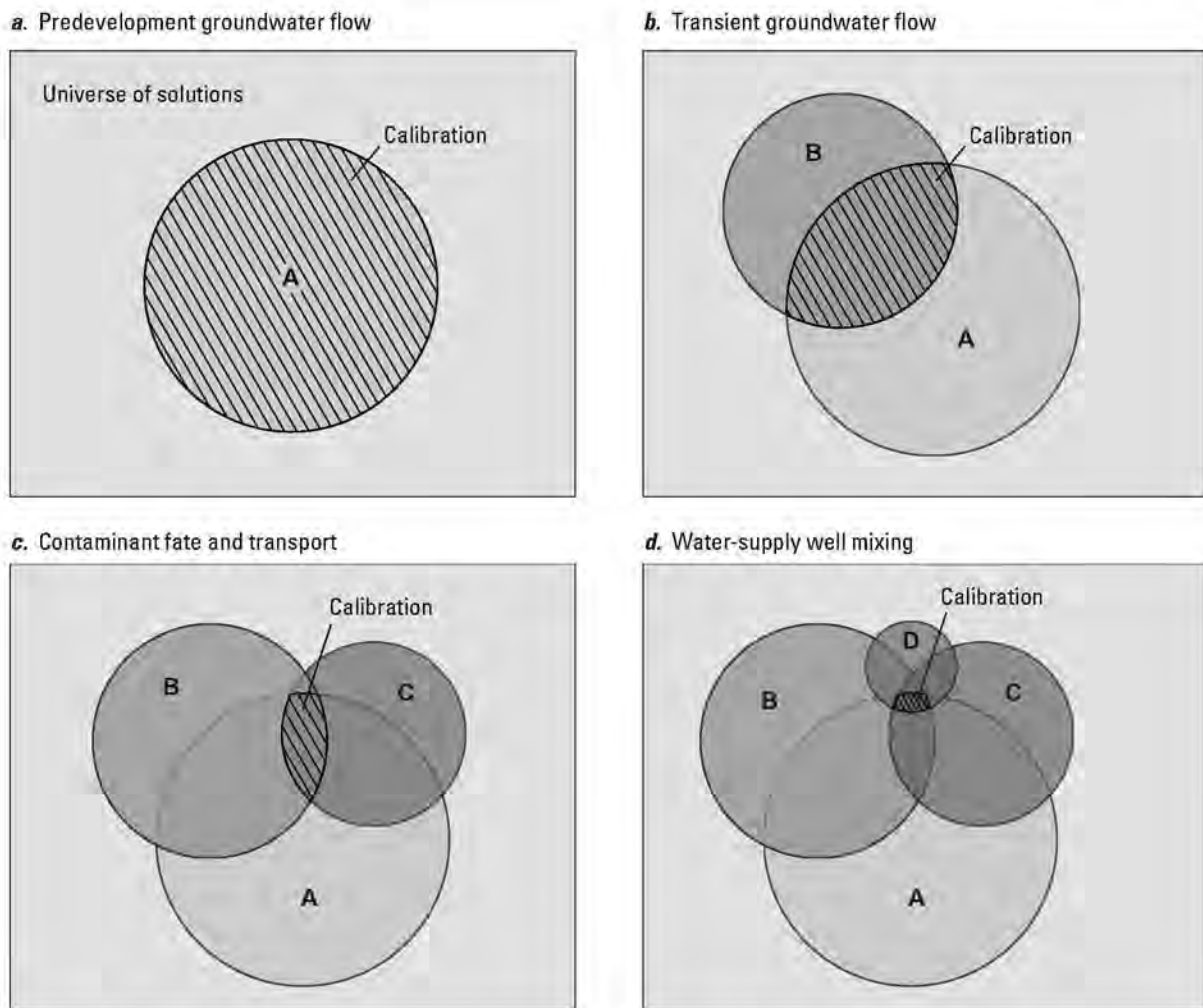 a. Predevelopment groundwater flow
Universe of solutions
Calibration
A
b. Transient groundwater flow
Calibration
B
A
c. Contaminant fate and transport
Calibration
B
C
A
d. Water-supply well mixing
Calibration
D
B
C
A